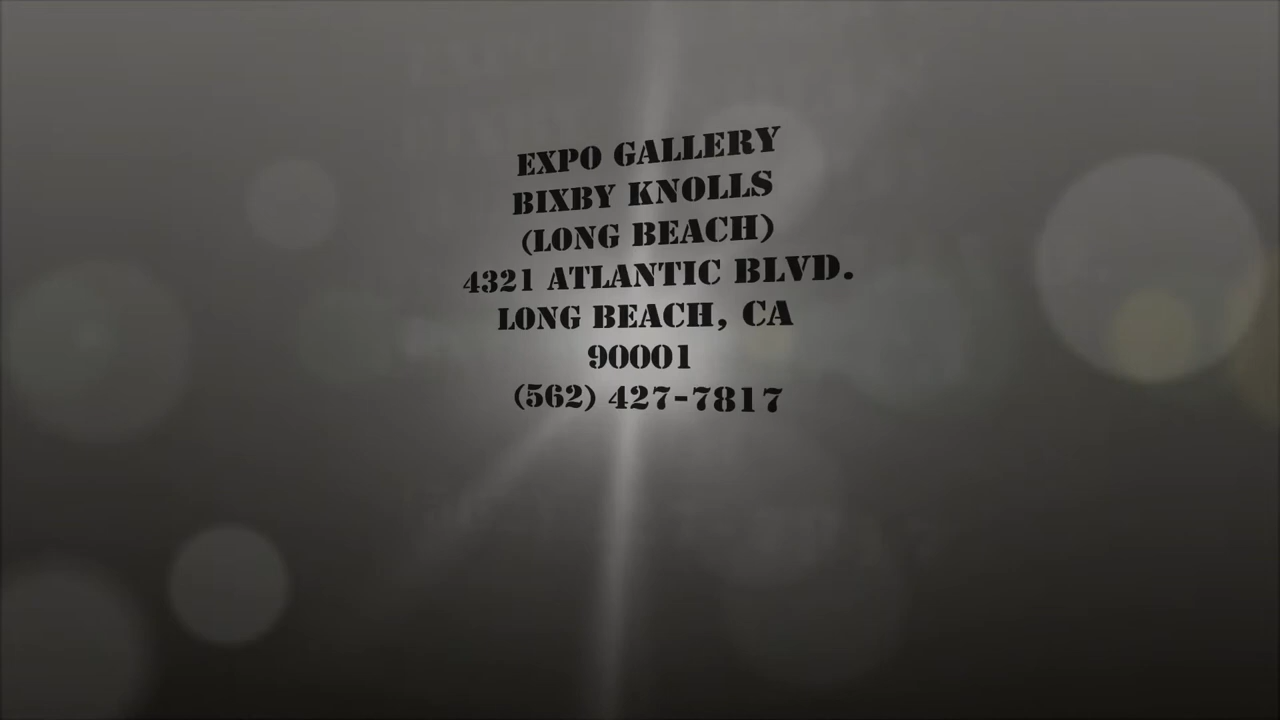 EXPO GALLERY
BIXBY KNOLLS
(LONG BEACH)
4321 ATLANTIC BLVD.
LONG BEACH, CA
90001
(562) 427-7817